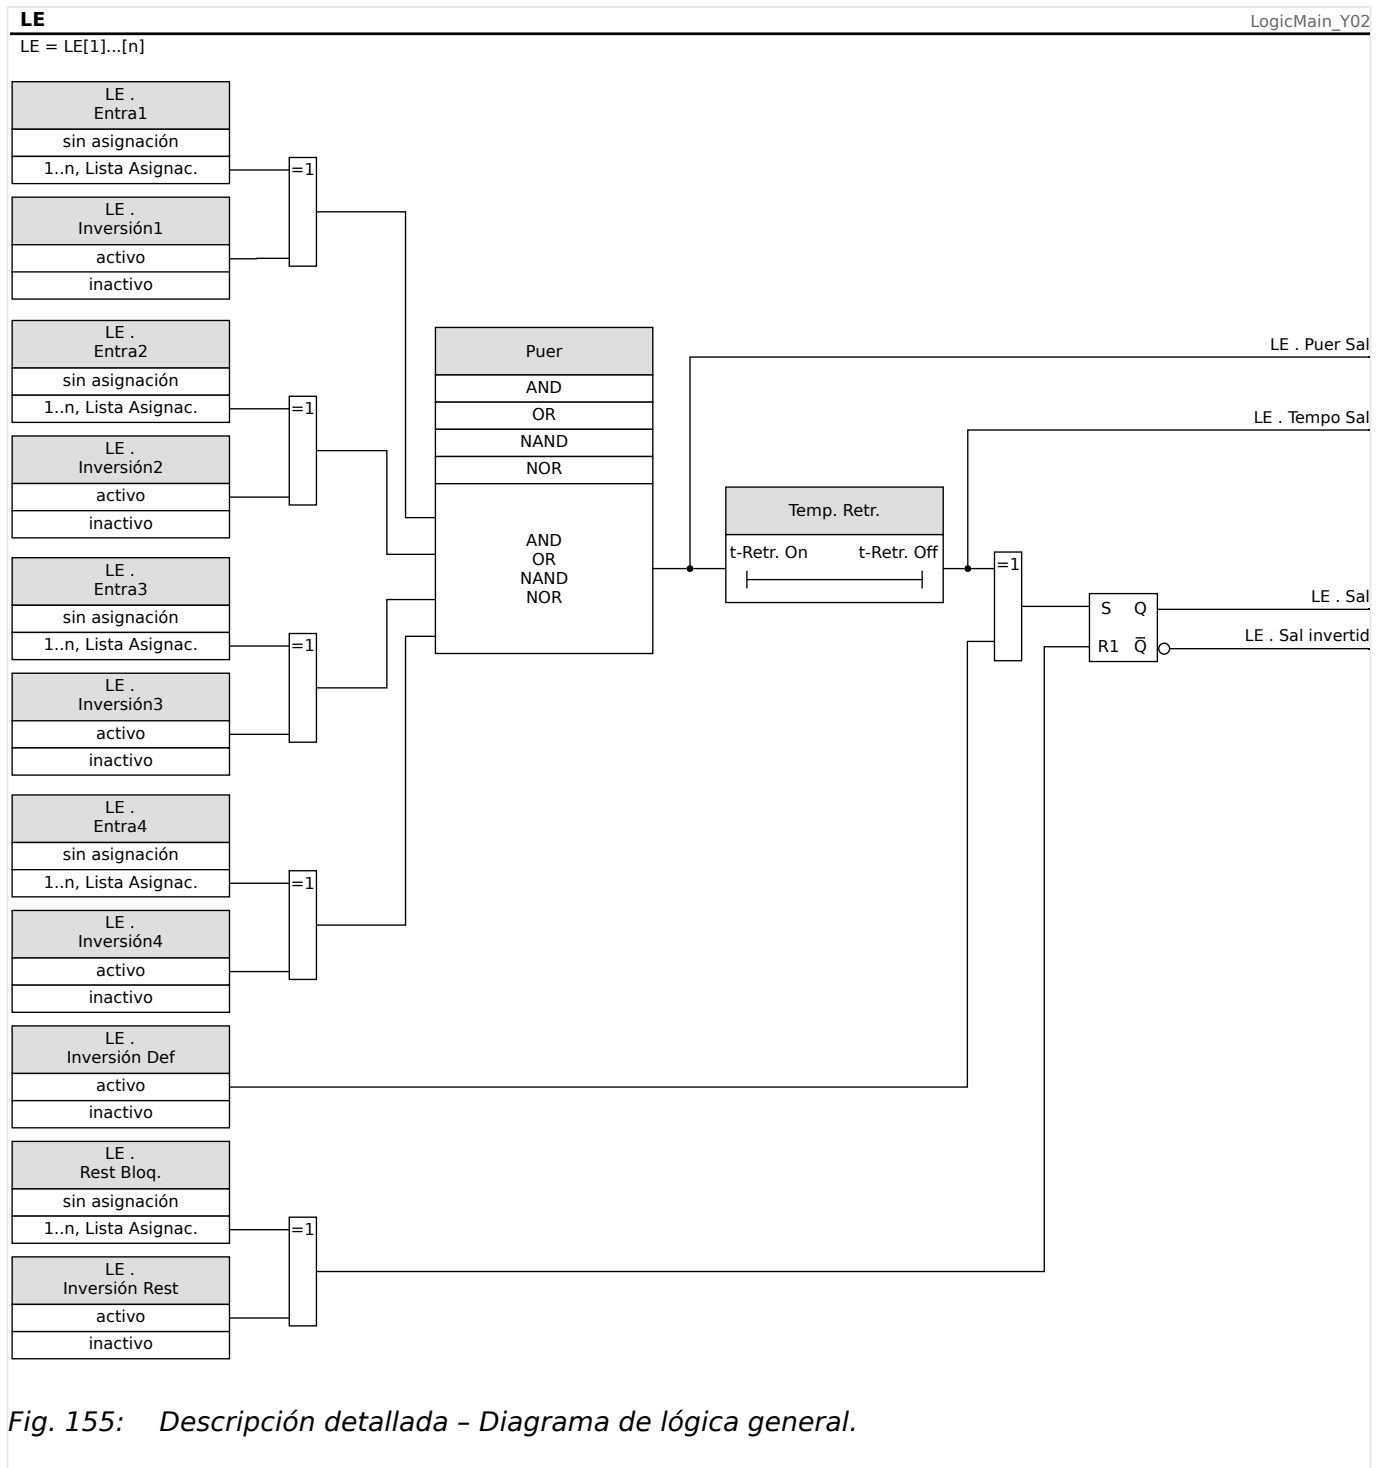 LE
LogicMain_Y02
LE = LE[1]...[n]
LE .
Entra1
sin asignación
1..n, Lista Asignac.
=1
LE .
Inversión1
activo
inactivo
LE .
Entra2
sin asignación
1..n, Lista Asignac.
=1
LE .
Inversión2
activo
inactivo
LE .
Entra3
sin asignación
1..n, Lista Asignac.
=1
LE .
Inversión3
activo
inactivo
LE .
Entra4
sin asignación
1..n, Lista Asignac.
=1
LE .
Inversión4
activo
inactivo
LE .
Inversión Def
activo
inactivo
LE .
Rest Bloq.
sin asignación
1..n, Lista Asignac.
=1
LE .
Inversión Rest
activo
inactivo
Puer
AND
OR
NAND
NOR
AND
OR
NAND
NOR
Temp. Retr.
t-Retr. On t-Retr. Off
=1
S Q
R1 Q̅
LE . Puer Sal
LE . Tempo Sal
LE . Sal
LE . Sal invertid
Fig. 155: Descripción detallada – Diagrama de lógica general.